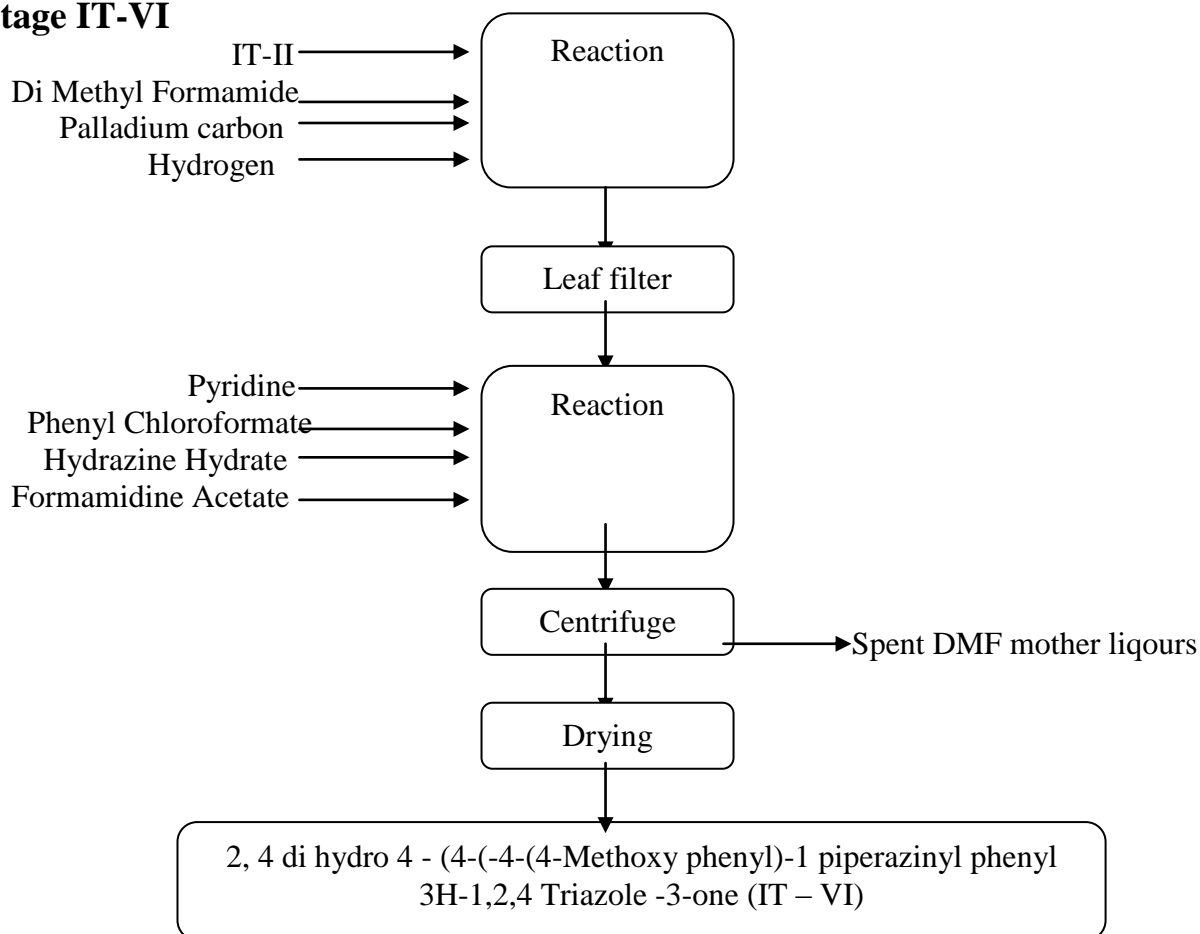 tage IT-VI
IT-II
Di Methyl Formamide
Palladium carbon
Hydrogen
Reaction
Leaf filter
Pyridine
Phenyl Chloroformate
Hydrazine Hydrate
Formamidine Acetate
Reaction
Centrifuge
Spent DMF mother liqours
Drying
2, 4 di hydro 4 - (4-(-4-(4-Methoxy phenyl)-1 piperazinyl phenyl
3H-1,2,4 Triazole -3-one (IT – VI)